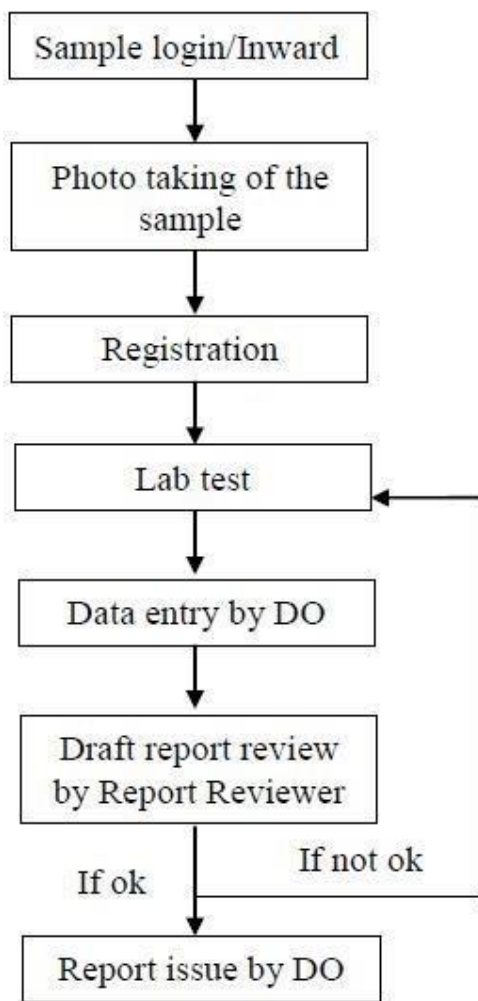 Sample login/Inward
Photo taking of the
sample
Registration
Lab test
Data entry by DO
Draft report review
by Report Reviewer
If not ok
If ok
Report issue by DO